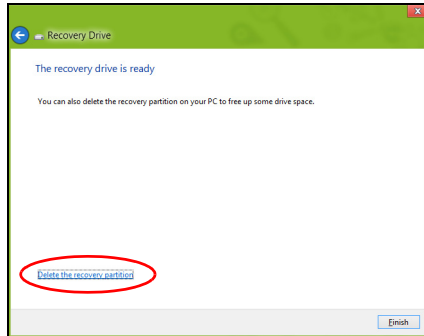 Recovery Drive
The recovery drive is ready
You can also delete the recovery partition on your PC to free up some drive space.
Delete the recovery partition
Finish